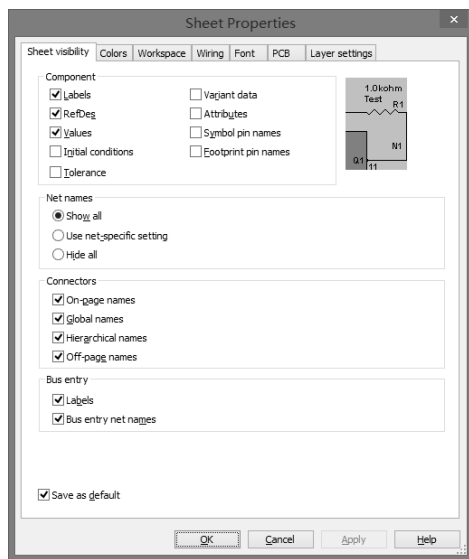 Sheet Properties
×
Sheet visibility Colors Workspace Wiring Font PCB Layer settings
Component
Labels Variant data
RefDes Attributes
Values Symbol pin names
Initial conditions Footprint pin names
Tolerance
1.0kohm
Test R1
N1
Q1 11
Net names
Show all
Use net-specific setting
Hide all
Connectors
On-page names
Global names
Hierarchical names
Off-page names
Bus entry
Labels
Bus entry net names
Save as default
OK Cancel Apply Help